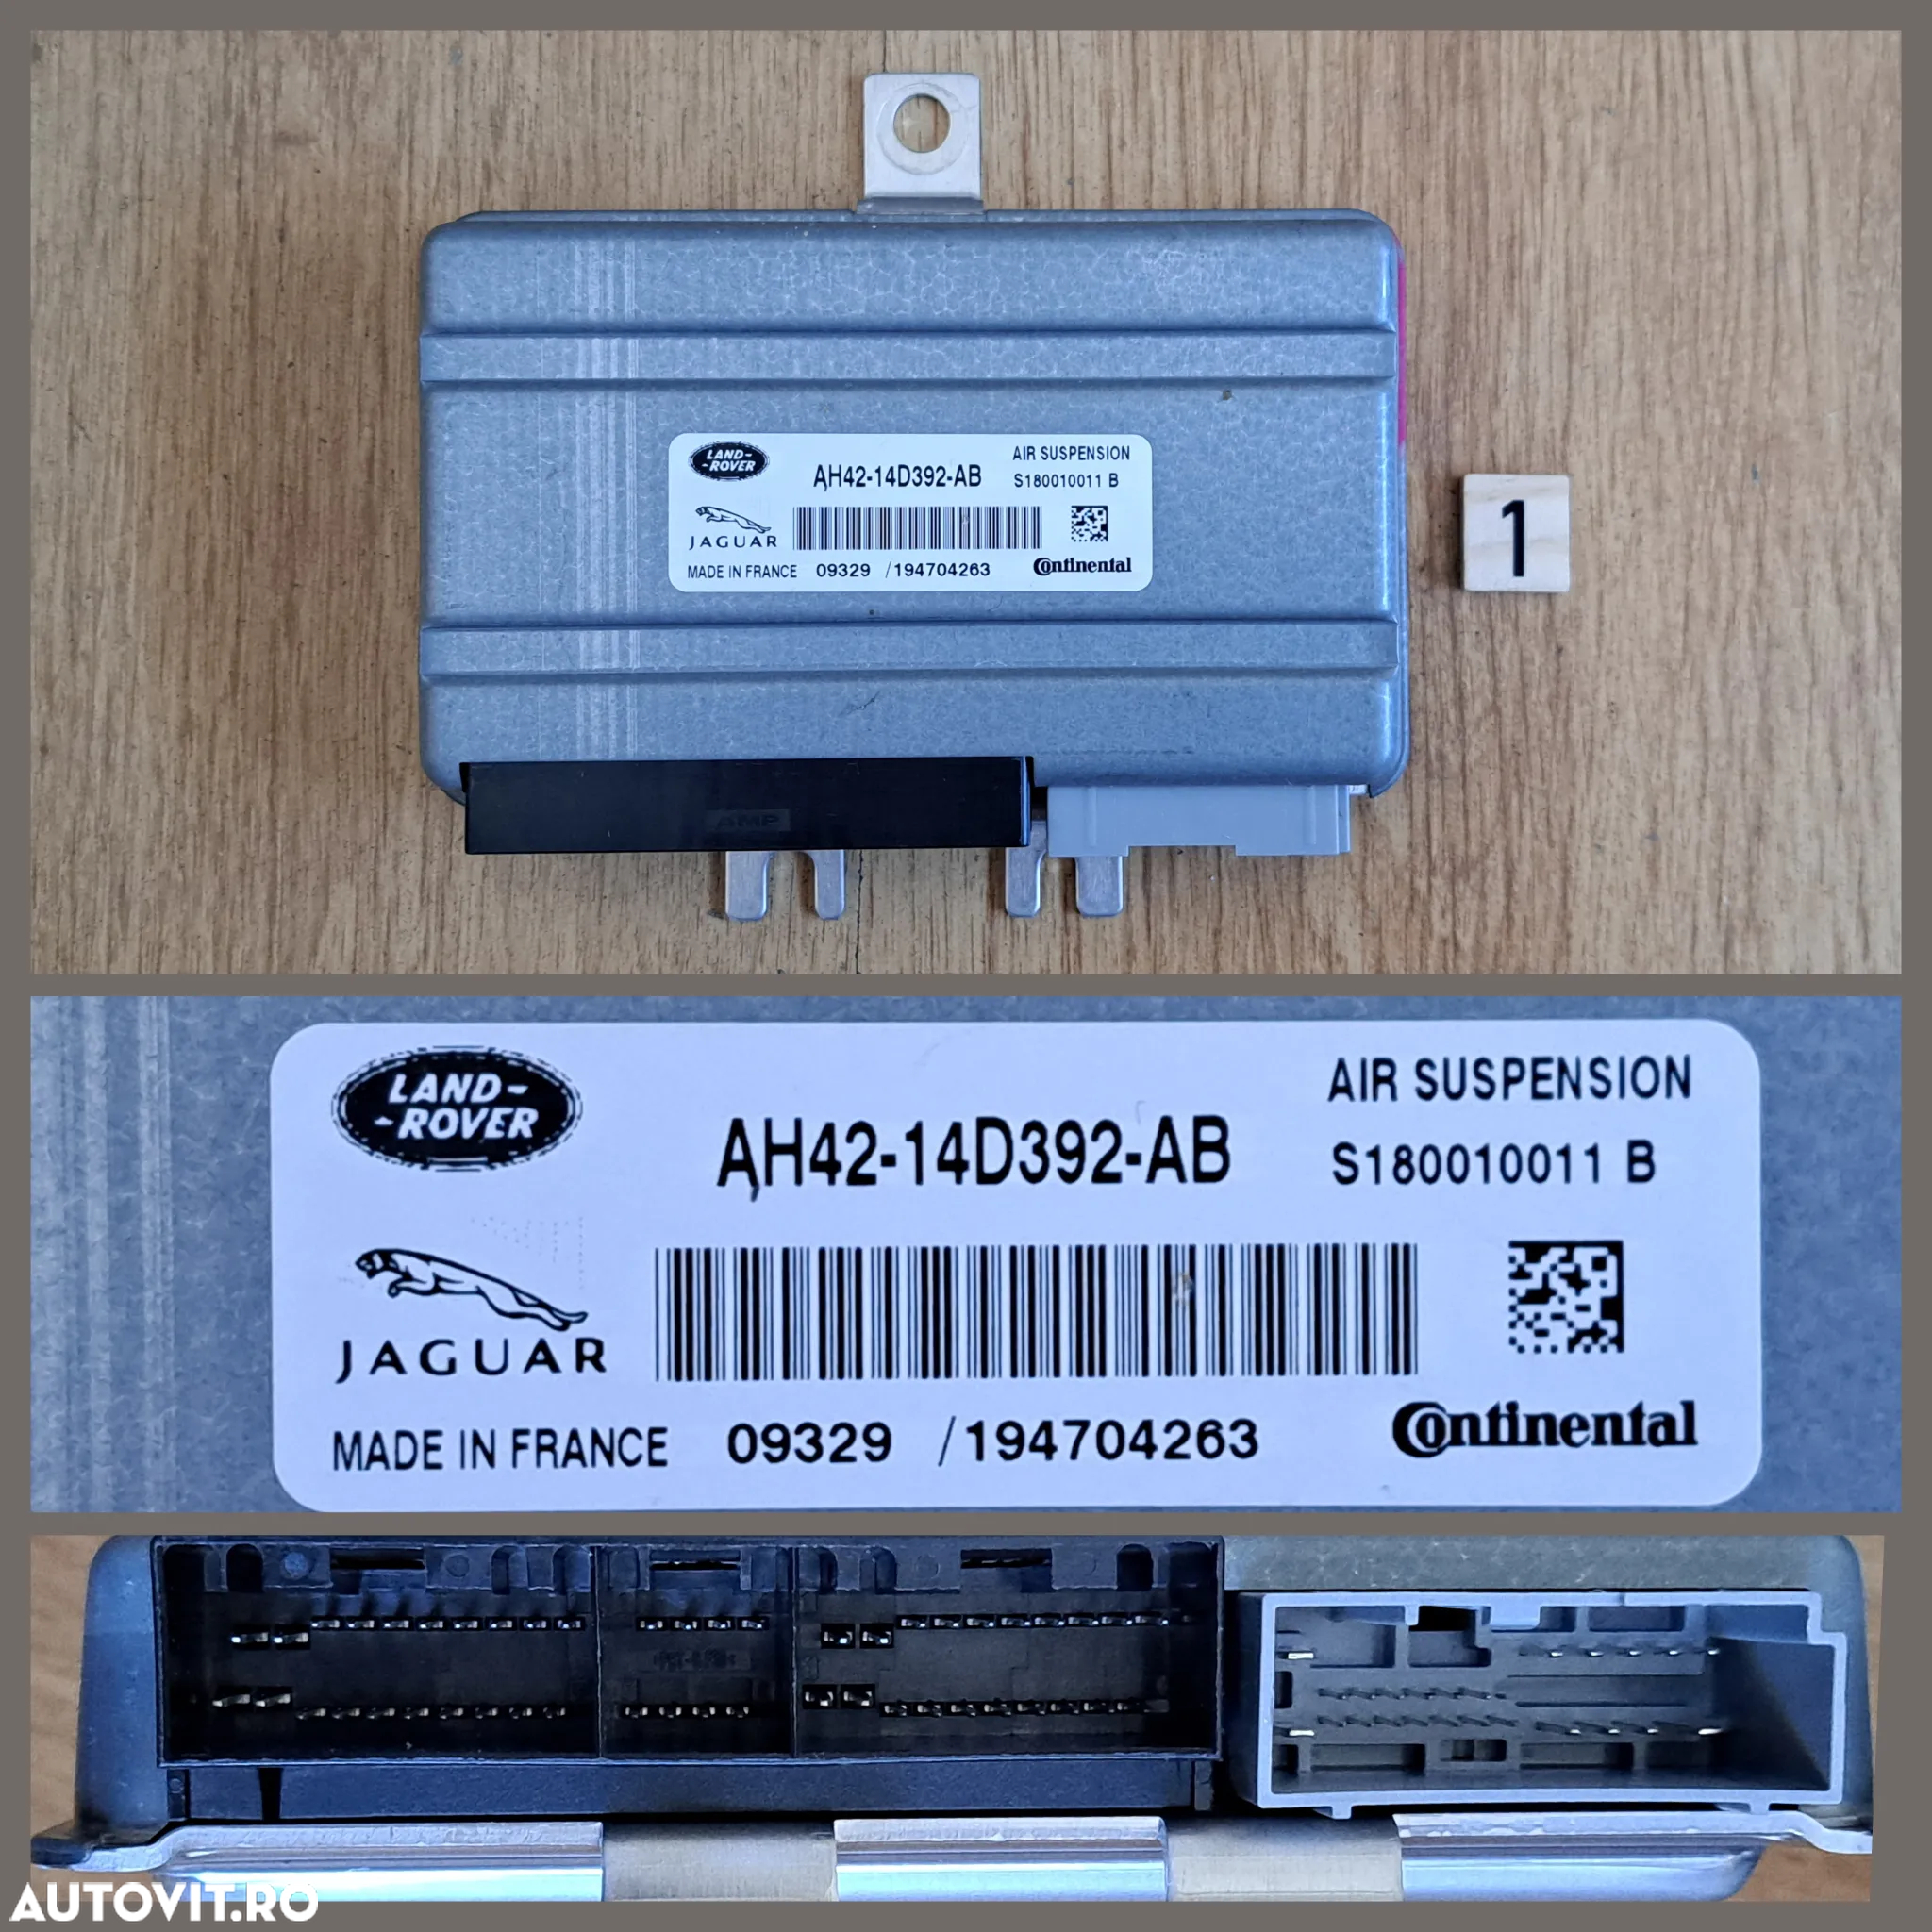 LAND-
-ROVER
AH42-14D392-AB
AIR SUSPENSION
S180010011 B
JAGUAR
MADE IN FRANCE 09329 /194704263
Continental
AMP
1
LAND-
-ROVER
AH42-14D392-AB
AIR SUSPENSION
S180010011 B
JAGUAR
MADE IN FRANCE 09329 /194704263
Continental
AUTOVIT.RO